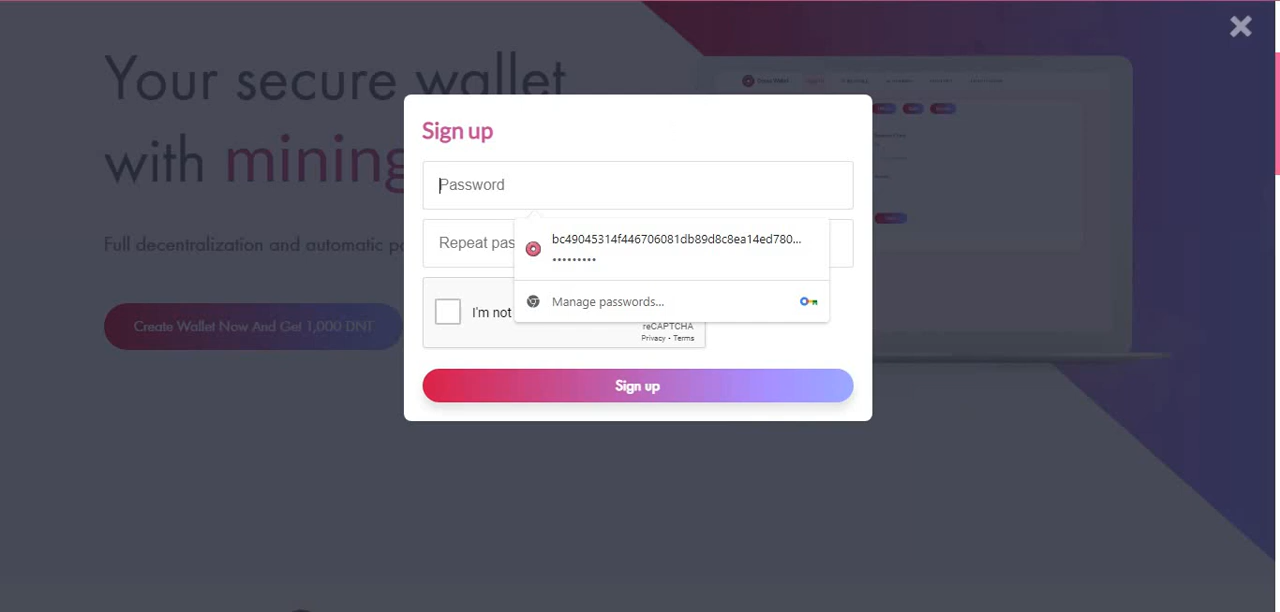 Your secure wallet
with mining
Full decentralization and automatic
Create Wallet Now And Get 1,000 DNT
Sign up
Password
Repeat
bc49045314f446706081db89d8c8ea14ed780...
•••••••••
Manage passwords...
I'm not
reCAPTCHA
Privacy • Terms
Sign up